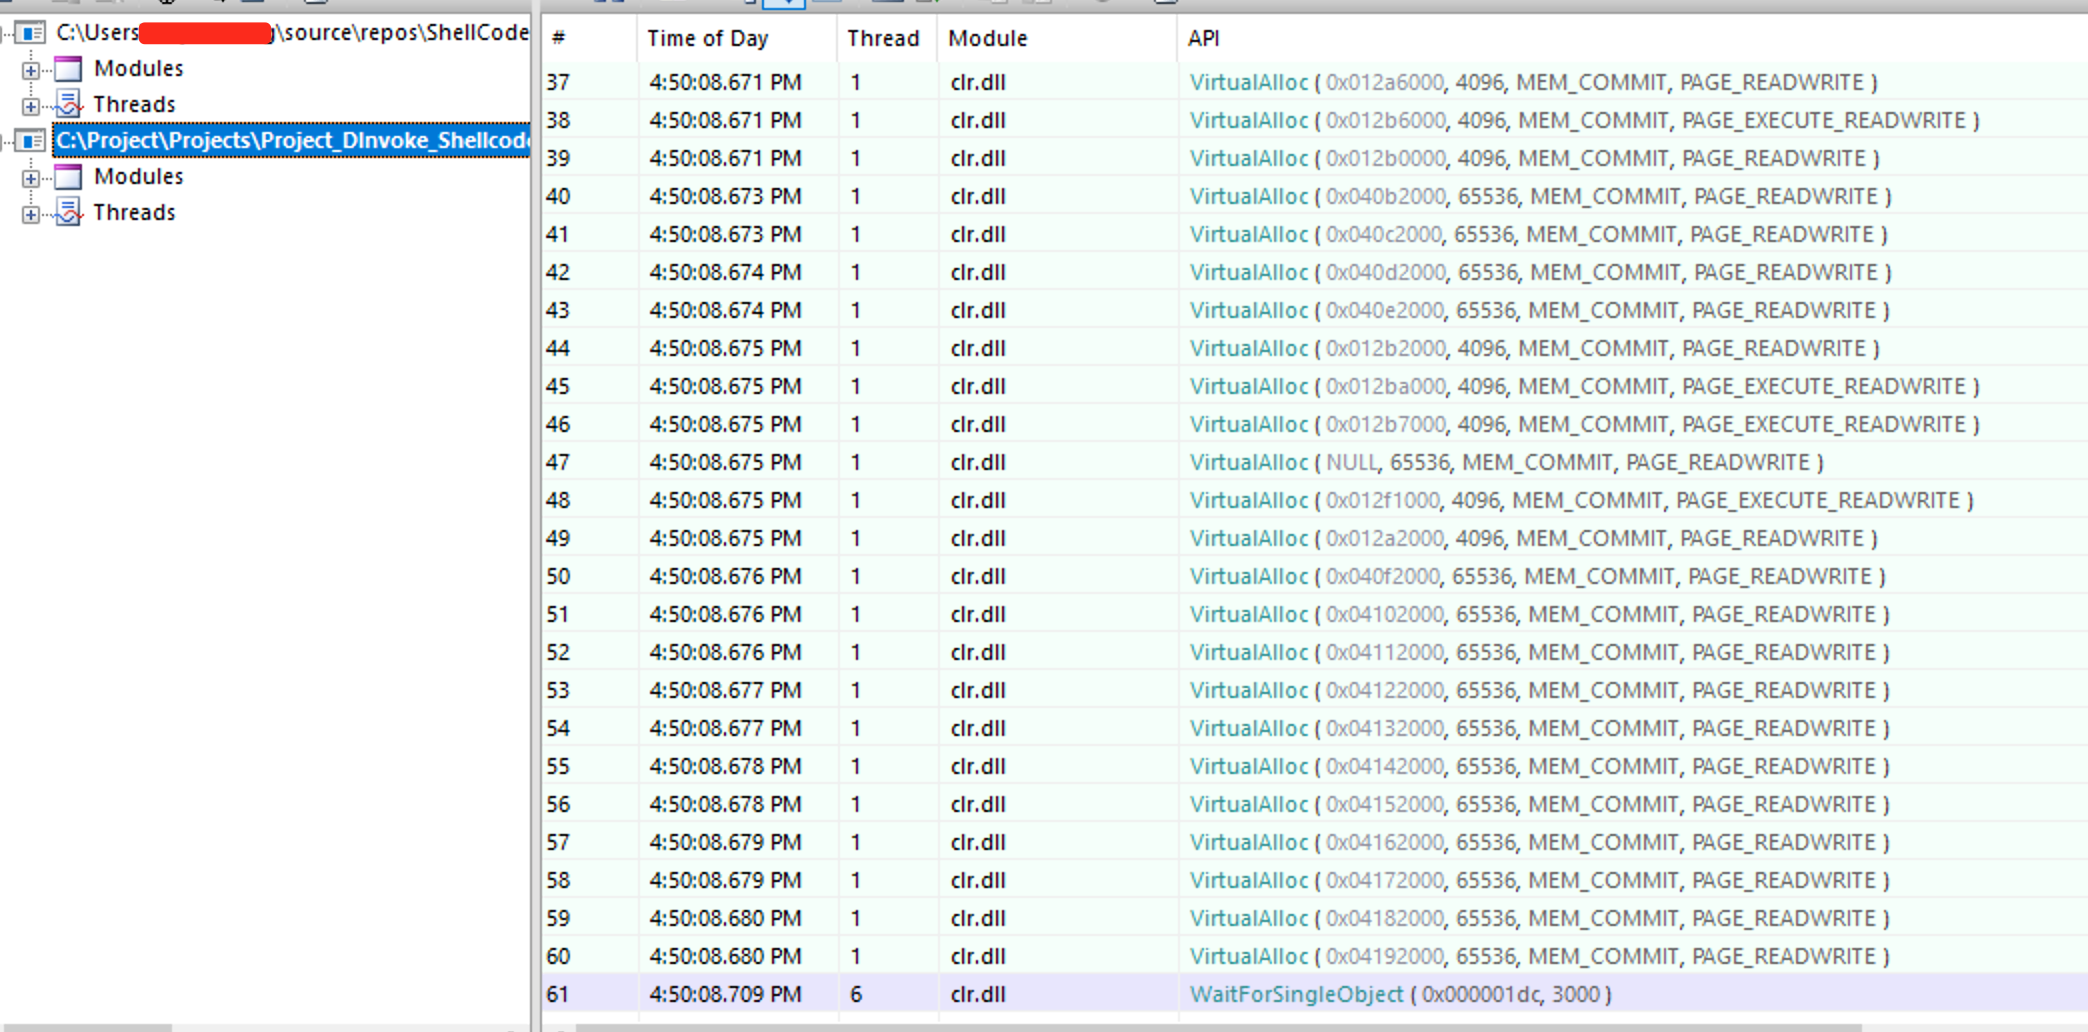 C:\Users
\source\repos\ShellCode
Modules
Threads
C:\Project\Projects\Project_DInvoke_Shellcod
Modules
Threads
# Time of Day Thread Module API
37 4:50:08.671 PM 1 clr.dll VirtualAlloc ( 0x012a6000, 4096, MEM_COMMIT, PAGE_READWRITE )
38 4:50:08.671 PM 1 clr.dll VirtualAlloc ( 0x012b6000, 4096, MEM_COMMIT, PAGE_EXECUTE_READWRITE )
39 4:50:08.671 PM 1 clr.dll VirtualAlloc ( 0x012b0000, 4096, MEM_COMMIT, PAGE_READWRITE )
40 4:50:08.673 PM 1 clr.dll VirtualAlloc ( 0x040b2000, 65536, MEM_COMMIT, PAGE_READWRITE )
41 4:50:08.673 PM 1 clr.dll VirtualAlloc ( 0x040c2000, 65536, MEM_COMMIT, PAGE_READWRITE )
42 4:50:08.674 PM 1 clr.dll VirtualAlloc ( 0x040d2000, 65536, MEM_COMMIT, PAGE_READWRITE )
43 4:50:08.674 PM 1 clr.dll VirtualAlloc ( 0x040e2000, 65536, MEM_COMMIT, PAGE_READWRITE )
44 4:50:08.675 PM 1 clr.dll VirtualAlloc ( 0x012b2000, 4096, MEM_COMMIT, PAGE_READWRITE )
45 4:50:08.675 PM 1 clr.dll VirtualAlloc ( 0x012ba000, 4096, MEM_COMMIT, PAGE_EXECUTE_READWRITE )
46 4:50:08.675 PM 1 clr.dll VirtualAlloc ( 0x012b7000, 4096, MEM_COMMIT, PAGE_EXECUTE_READWRITE )
47 4:50:08.675 PM 1 clr.dll VirtualAlloc ( NULL, 65536, MEM_COMMIT, PAGE_READWRITE )
48 4:50:08.675 PM 1 clr.dll VirtualAlloc ( 0x012f1000, 4096, MEM_COMMIT, PAGE_EXECUTE_READWRITE )
49 4:50:08.675 PM 1 clr.dll VirtualAlloc ( 0x012a2000, 4096, MEM_COMMIT, PAGE_READWRITE )
50 4:50:08.676 PM 1 clr.dll VirtualAlloc ( 0x040f2000, 65536, MEM_COMMIT, PAGE_READWRITE )
51 4:50:08.676 PM 1 clr.dll VirtualAlloc ( 0x04102000, 65536, MEM_COMMIT, PAGE_READWRITE )
52 4:50:08.676 PM 1 clr.dll VirtualAlloc ( 0x04112000, 65536, MEM_COMMIT, PAGE_READWRITE )
53 4:50:08.677 PM 1 clr.dll VirtualAlloc ( 0x04122000, 65536, MEM_COMMIT, PAGE_READWRITE )
54 4:50:08.677 PM 1 clr.dll VirtualAlloc ( 0x04132000, 65536, MEM_COMMIT, PAGE_READWRITE )
55 4:50:08.678 PM 1 clr.dll VirtualAlloc ( 0x04142000, 65536, MEM_COMMIT, PAGE_READWRITE )
56 4:50:08.678 PM 1 clr.dll VirtualAlloc ( 0x04152000, 65536, MEM_COMMIT, PAGE_READWRITE )
57 4:50:08.679 PM 1 clr.dll VirtualAlloc ( 0x04162000, 65536, MEM_COMMIT, PAGE_READWRITE )
58 4:50:08.679 PM 1 clr.dll VirtualAlloc ( 0x04172000, 65536, MEM_COMMIT, PAGE_READWRITE )
59 4:50:08.680 PM 1 clr.dll VirtualAlloc ( 0x04182000, 65536, MEM_COMMIT, PAGE_READWRITE )
60 4:50:08.680 PM 1 clr.dll VirtualAlloc ( 0x04192000, 65536, MEM_COMMIT, PAGE_READWRITE )
61 4:50:08.709 PM 6 clr.dll WaitForSingleObject ( 0x000001dc, 3000 )